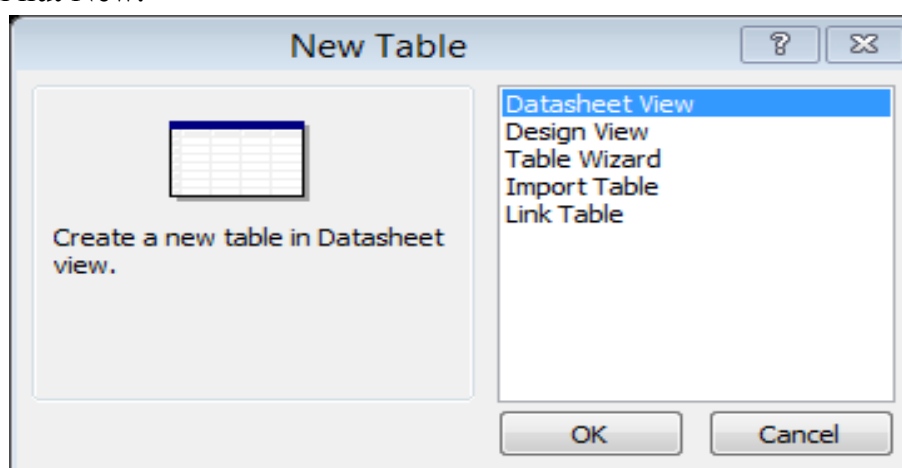 New Table
Datasheet View
Design View
Table Wizard
Import Table
Link Table
Create a new table in Datasheet
view.
OK
Cancel